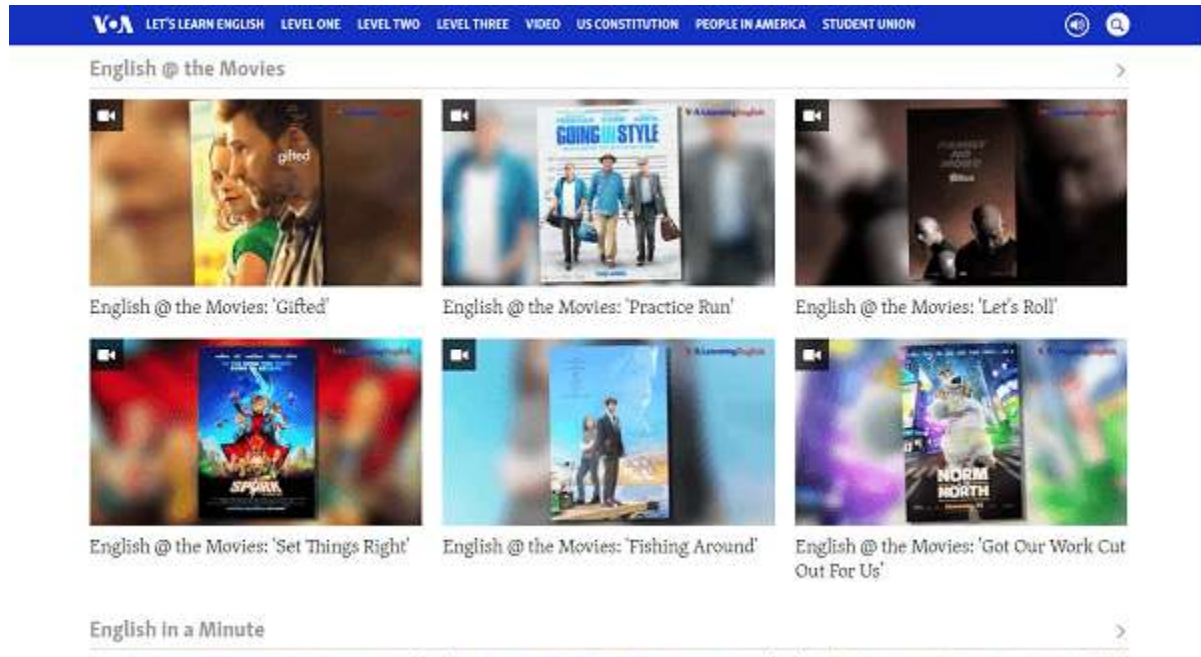 VOA LET'S LEARN ENGLISH LEVEL ONE LEVEL TWO LEVEL THREE VIDEO US CONSTITUTION PEOPLE IN AMERICA STUDENT UNION
English @ the Movies
gifted
GOING IN STYLE
English @ the Movies: 'Gifted'
English @ the Movies: 'Practice Run'
English @ the Movies: 'Let's Roll'
SPARK
NORM
NORTH
English @ the Movies: 'Set Things Right'
English @ the Movies: 'Fishing Around'
English @ the Movies: 'Got Our Work Cut
Out For Us'
English in a Minute